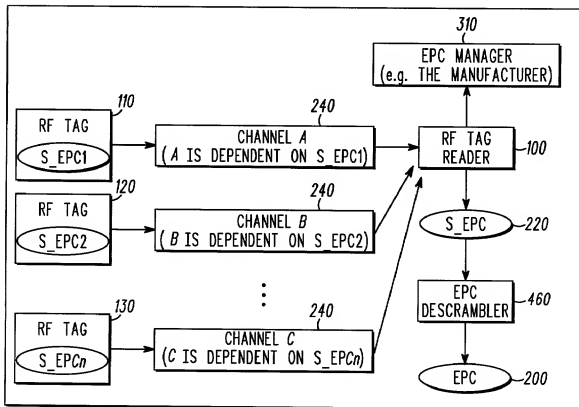 310
EPC MANAGER
(e.g. THE MANUFACTURER)
110
RF TAG
S_EPC1
240
CHANNEL A
(A IS DEPENDENT ON S_EPC1)
RF TAG
READER
100
120
RF TAG
S_EPC2
240
CHANNEL B
(B IS DEPENDENT ON S_EPC2)
S_EPC
220
130
RF TAG
S_EPCn
240
CHANNEL C
(C IS DEPENDENT ON S_EPCn)
EPC
DESCRAMBLER
460
EPC
200